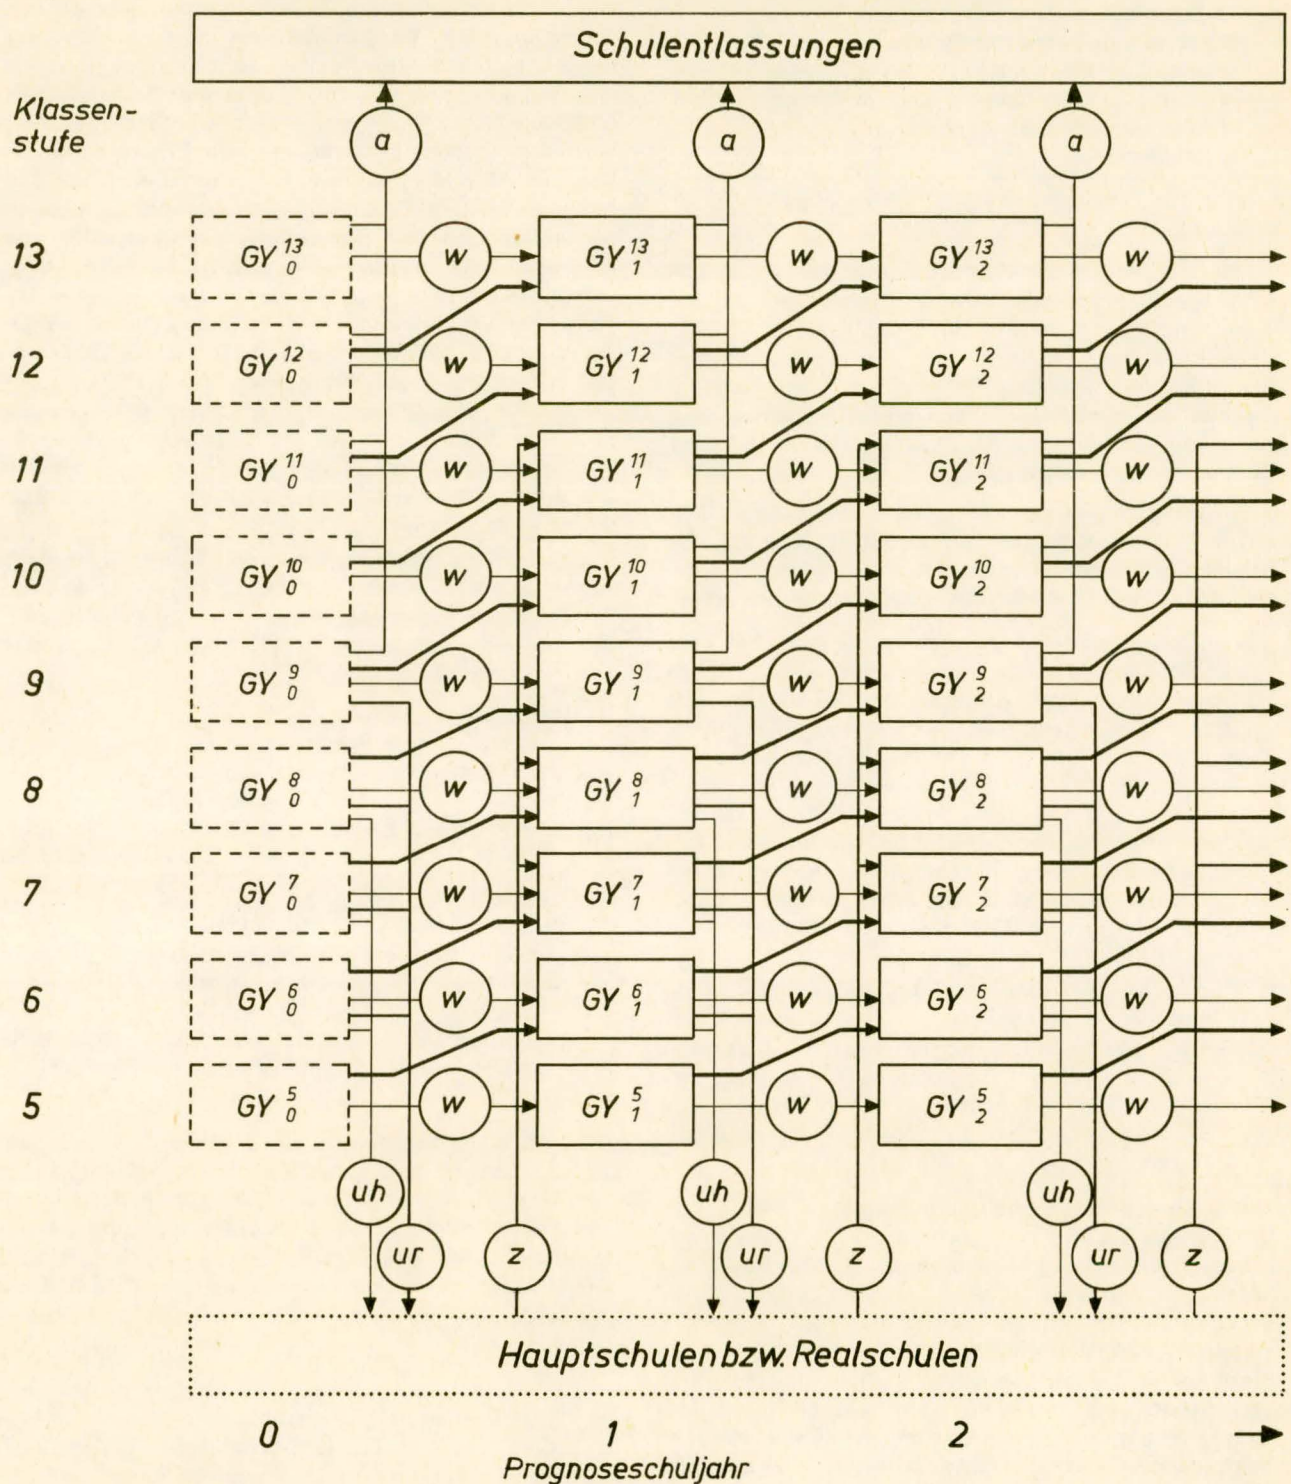 Schulentlassungen
Klassen-
stufe
a a a
13 GY 13 0 w GY 13 1 w GY 13 2 w
12 GY 12 0 w GY 12 1 w GY 12 2 w
11 GY 11 0 w GY 11 1 w GY 11 2 w
10 GY 10 0 w GY 10 1 w GY 10 2 w
9 GY 9 0 w GY 9 1 w GY 9 2 w
8 GY 8 0 w GY 8 1 w GY 8 2 w
7 GY 7 0 w GY 7 1 w GY 7 2 w
6 GY 6 0 w GY 6 1 w GY 6 2 w
5 GY 5 0 w GY 5 1 w GY 5 2 w
uh uh uh
ur z ur z ur z
Hauptschulen bzw. Realschulen
0 1 2
Prognoseschuljahr